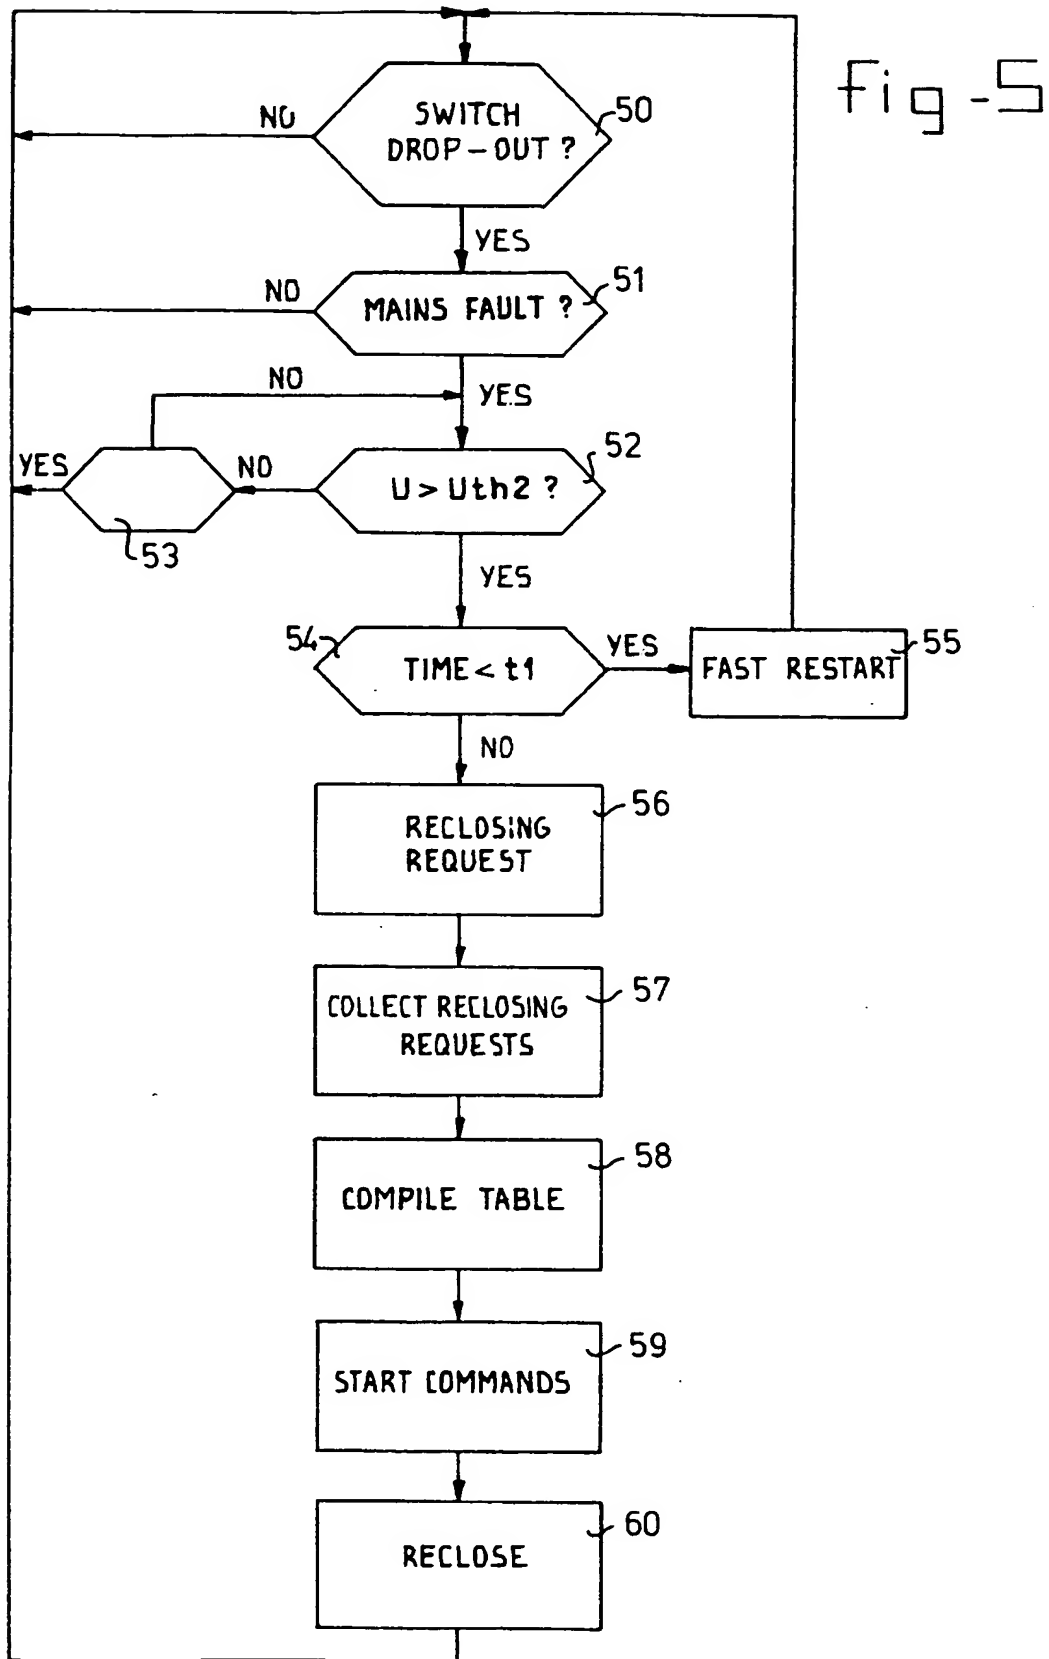 fig-5
SWITCH
DROP-OUT ?
50
NO
YES
MAINS FAULT ?
51
NO
YES
NO
U > Uth2 ?
52
NO
YES
53
YES
TIME < t1
54
YES
FAST RESTART
55
NO
RECLOSING
REQUEST
56
COLLECT RECLOSING
REQUESTS
57
COMPILE TABLE
58
START COMMANDS
59
RECLOSE
60